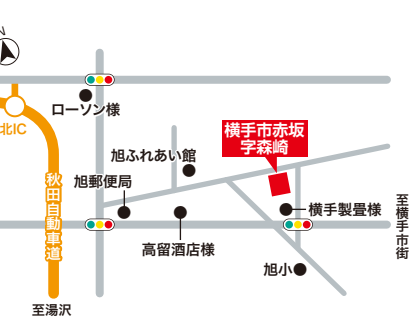 N
ローソン様
北IC
横手市赤坂
字森崎
旭ふれあい館
旭郵便局
秋田自動車道
横手製畳様
至横手市街
高留酒店様
旭小
至湯沢